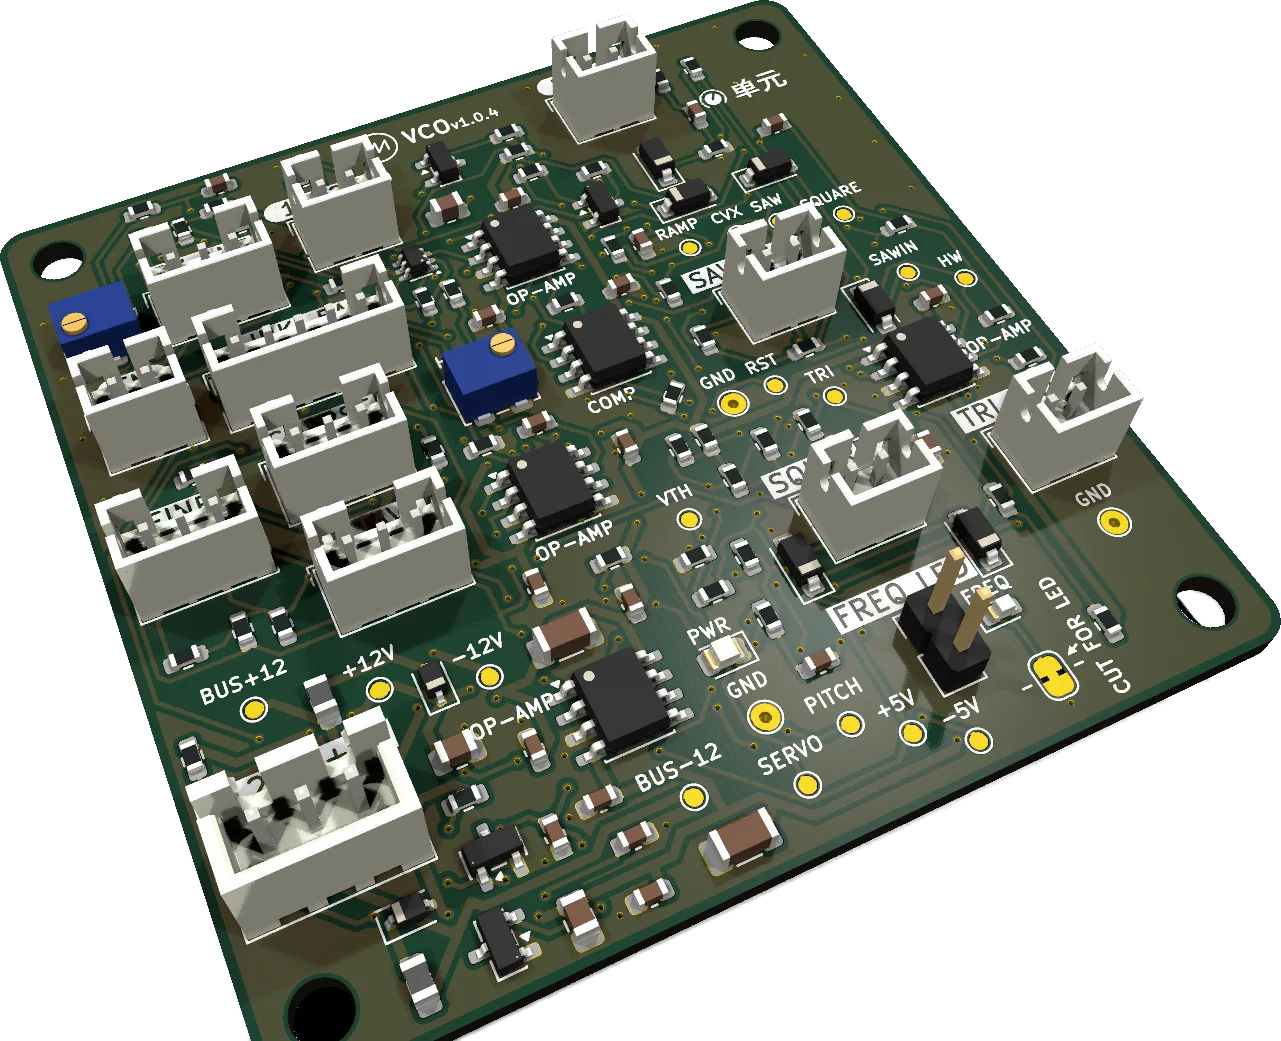 VCOv1.0.4
单元
RAMP
CVX
SAW
SQUARE
SAWIN
HW
OP-AMP
OP-AMP
COMP
GND
RST
TRI
TRI
GND
VTH
OP-AMP
FREQ LED
FREQ
LED
CUT FOR
PWR
GND
PITCH
+5V
-5V
SERVO
BUS-12
OP-AMP
-12V
+12V
BUS+12